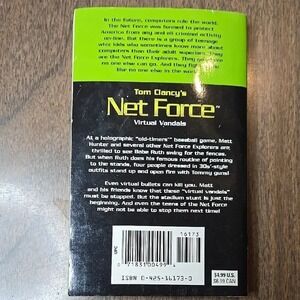 In the future, computers rule the world.
The Net Force was formed to protect
America from any and all criminal activity
on-line. But there is a group of teenage
whiz kids who sometimes know more about
computers than their adult superiors. They
are the Net Force Explorers. They go where
no one else can go. And they fight
like no one else in the world
Tom Clancy's
Net Force™
Virtual Vandals
At a holographic "old-timers'" baseball game, Matt
Hunter and several other Net Force Explorers are
thrilled to see Babe Ruth swing for the fences.
But when Ruth does his famous routine of pointing
to the stands, four people dressed in 30s'-style
outfits stand up and open fire with tommy guns!
Even virtual bullets can kill you. Matt
and his friends know that these "virtual vandals"
must be stopped. But the stadium stunt is just the
beginning. And even the teens of the Net Force
might not be able to stop them next time!
16173
7 71831 00499 4
ISBN 0-425-16173-0
$4.99 U.S.
$6.99 CAN